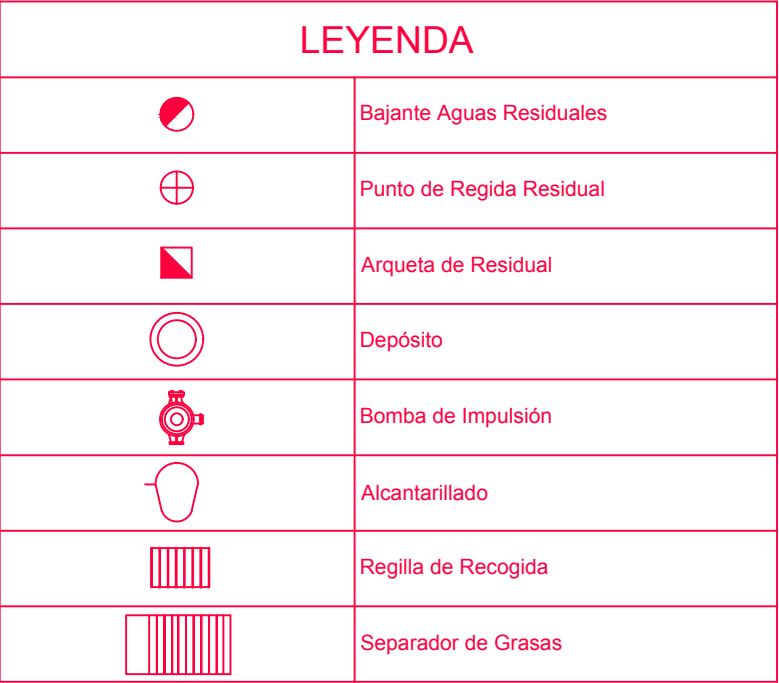 LEYENDA
Bajante Aguas Residuales
Punto de Regida Residual
Arqueta de Residual
Depósito
Bomba de Impulsión
Alcantarillado
Regilla de Recogida
Separador de Grasas